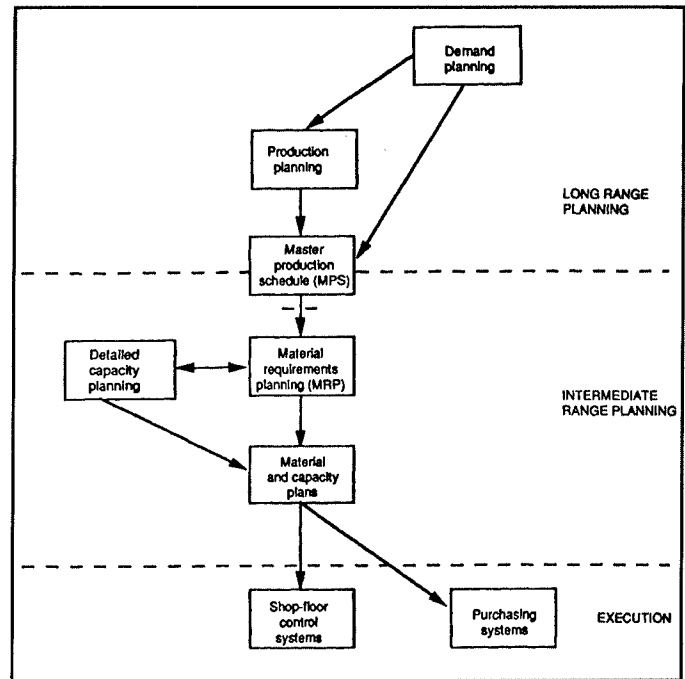 Demand
planning
Production
planning
LONG RANGE
PLANNING
Master
production
schedule (MPS)
Detailed
capacity
planning
Material
requirements
planning (MRP)
INTERMEDIATE
RANGE PLANNING
Material
and capacity
plans
Shop-floor
control
systems
Purchasing
systems
EXECUTION